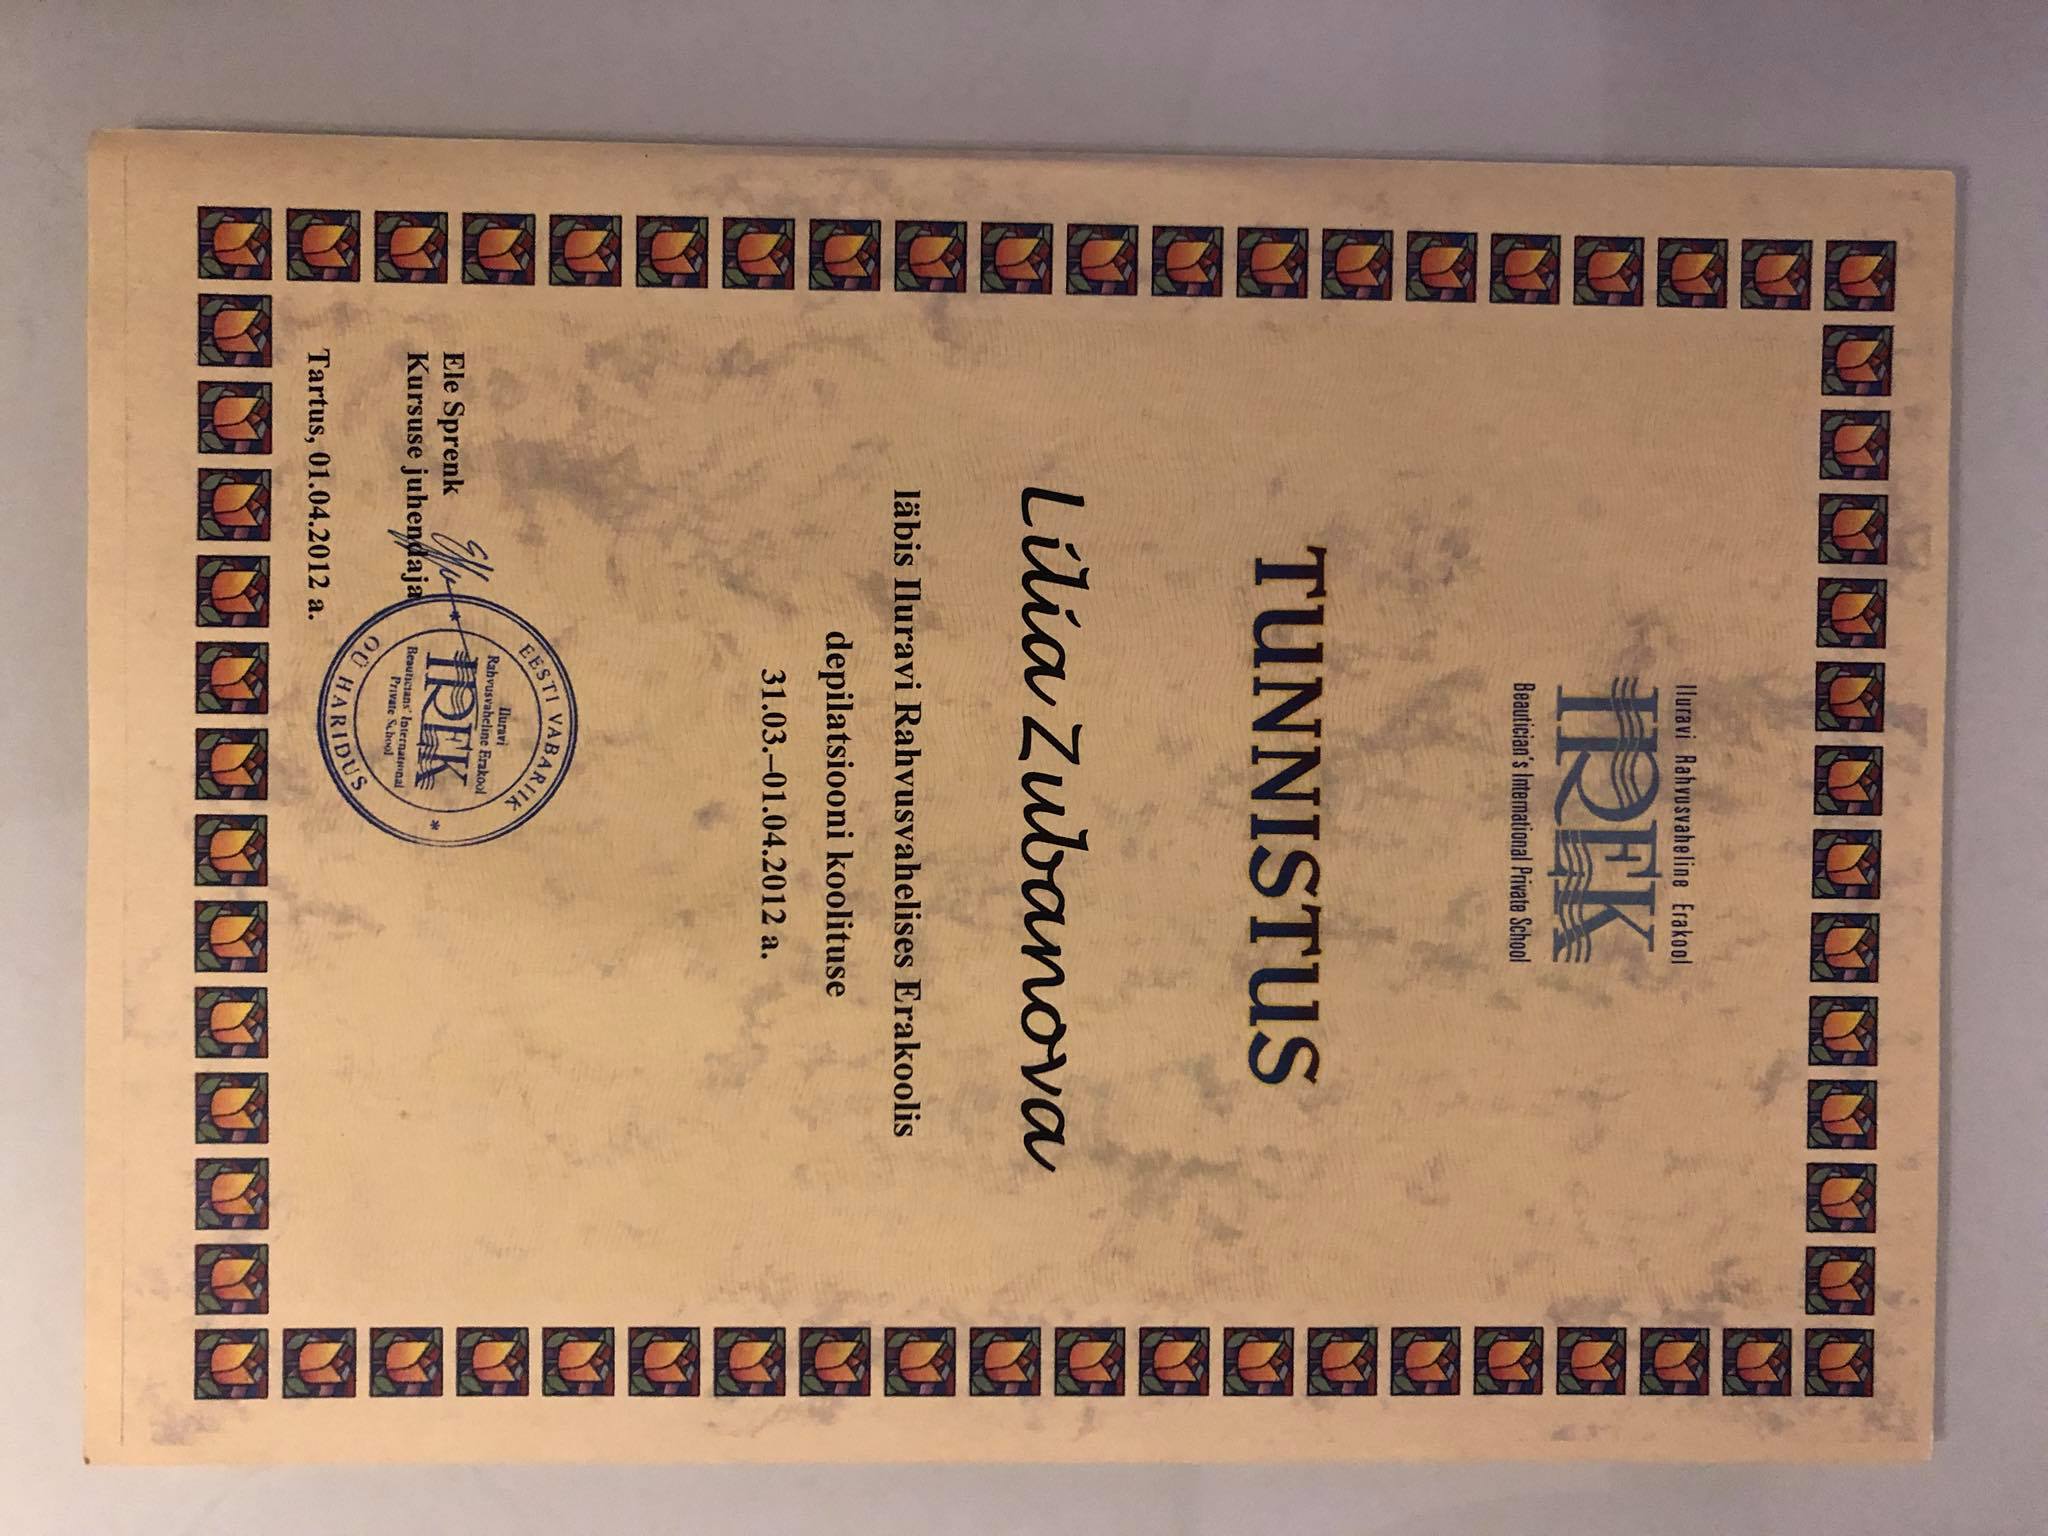 Iluravi Rahvusvaheline Erakool
IREK
Beautician's International Private School
TUNNISTUS
Lilia Zubanova
läbis Iluravi Rahvusvahelises Erakoolis
depilatsiooni koolituse
31.03.–01.04.2012 a.
Ele Sprenk
Kursuse juhendaja
Tartus, 01.04.2012 a.
EESTI VABARIIK
Iluravi
Rahvusvaheline Erakool
IREK
Beauticians' International
Private School
OÜ HARIDUS